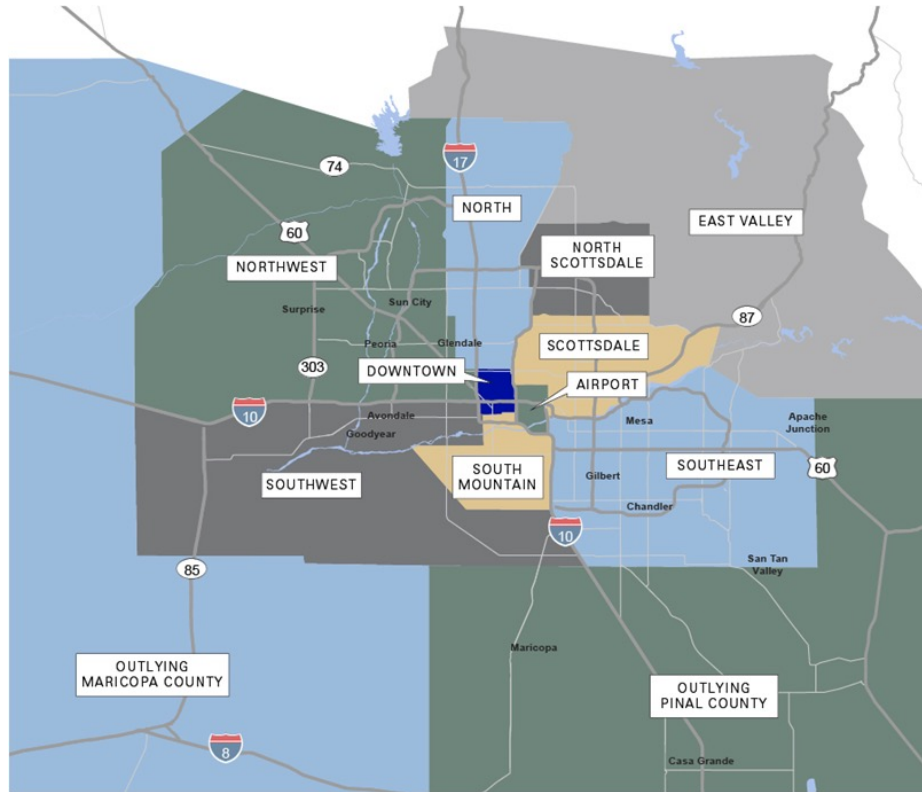 17
74
NORTH
EAST VALLEY
60
NORTH
SCOTTSDALE
NORTHWEST
Sun City
Surprise
87
Peoria
Glendale
SCOTTSDALE
303
DOWNTOWN
AIRPORT
10
Avondale
Mesa
Apache
Junction
Goodyear
SOUTHWEST
SOUTH
MOUNTAIN
Gilbert
SOUTHEAST
60
Chandler
10
85
San Tan
Valley
Maricopa
OUTLYING
MARICOPA COUNTY
OUTLYING
PINAL COUNTY
8
Casa Grande